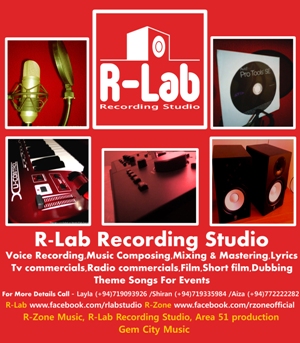 R-Lab
Recording Studio
Pro Tools
R-Lab Recording Studio
Voice Recording,Music Composing,Mixing & Mastering,Lyrics
Tv commercials,Radio commercials,Film,Short film,Dubbing
Theme Songs For Events
For More Details Call - Layla (+94)719093926 /Shiran (+94)719335984 /Aiza (+94)772222282
R-Lab www.facebook.com/rlabstudio R-Zone www.facebook.com/rzoneofficial
R-Zone Music, R-Lab Recording Studio, Area 51 production
Gem City Music